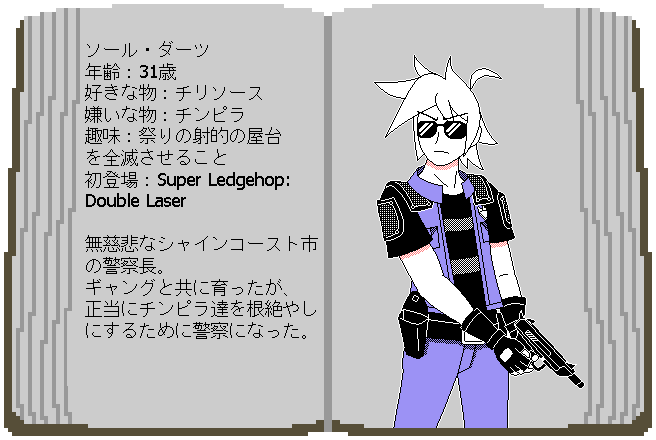 ソール・ダーツ
年齢：31歳
好きな物：チリソース
嫌いな物：チンピラ
趣味：祭りの射的の屋台
を全滅させること
初登場：Super Ledgehop:
Double Laser
無慈悲なシャインコースト市
の警察長。
ギャングと共に育ったが、
正当にチンピラ達を根絶やし
にするために警察になった。